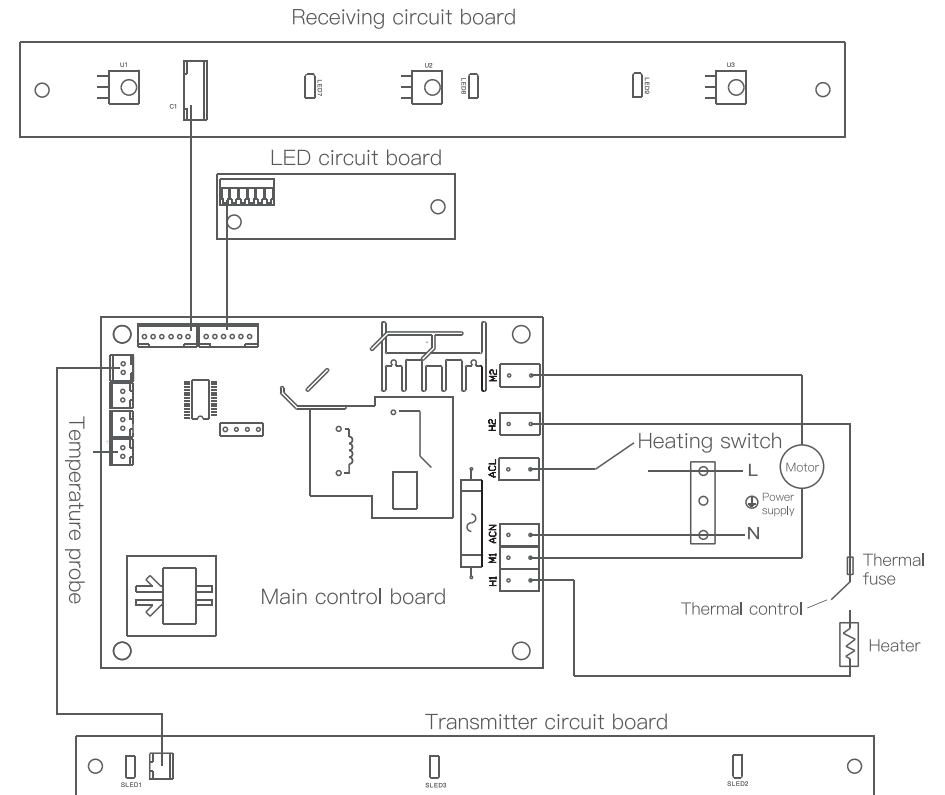 Receiving circuit board
U1
C1
LED7
U2
LED8
LED9
U3
LED circuit board
M2
H2
Heating switch
ACL
L
Motor
Power
supply
ACN
N
M1
H1
Temperature probe
Main control board
Thermal
fuse
Thermal control
Heater
Transmitter circuit board
SLED1
SLED3
SLED2